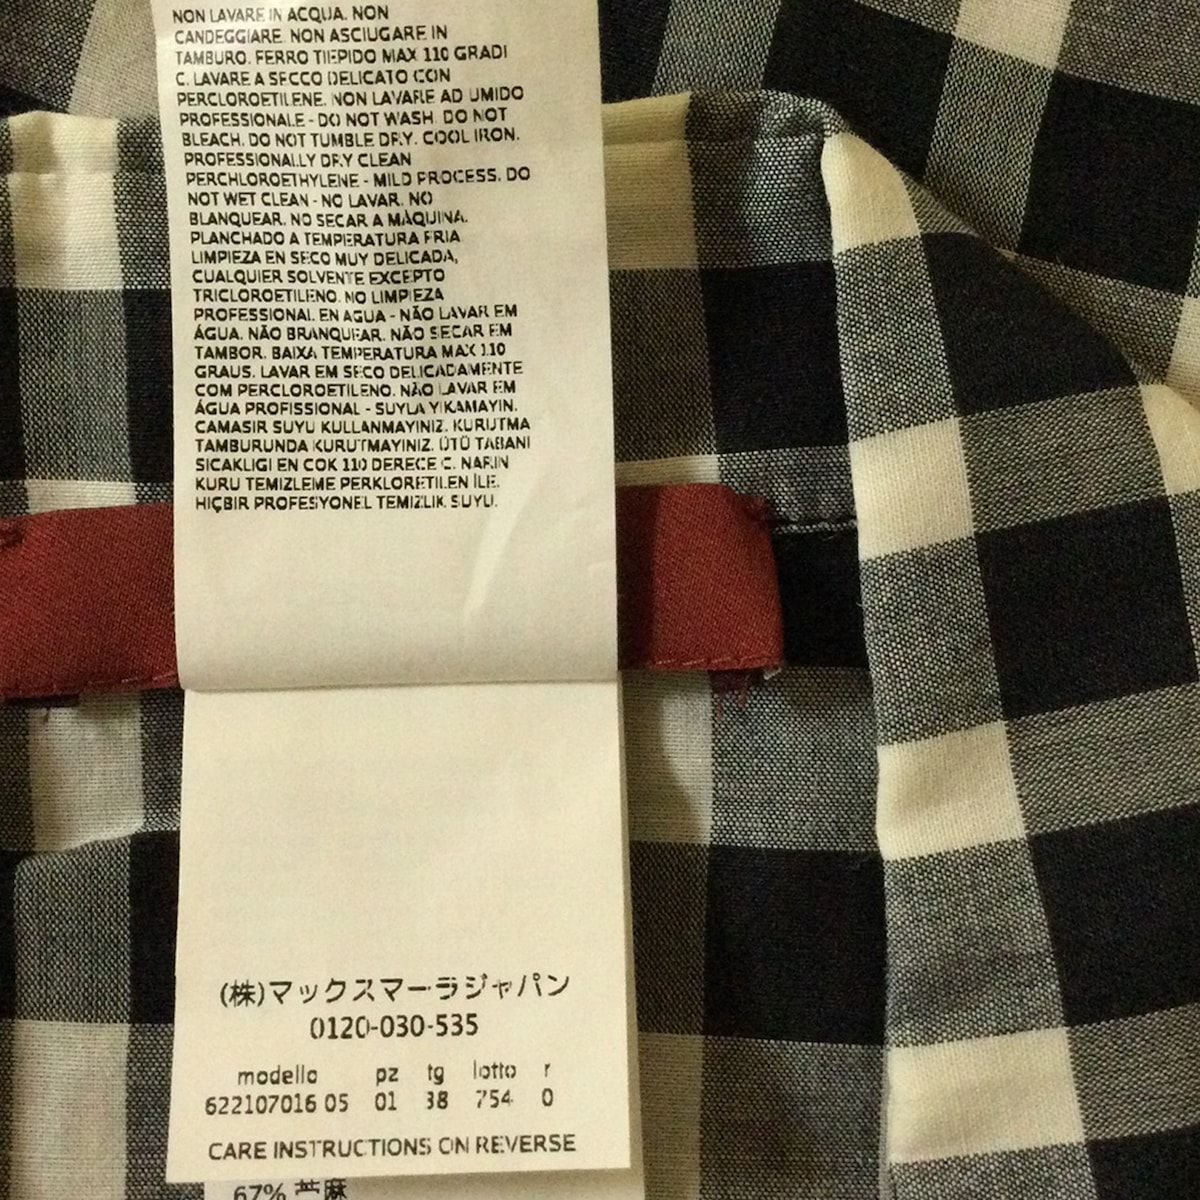 NON LAVARE IN ACQUA. NON
CANDEGGIARE. NON ASCIUGARE IN
TAMBURO. FERRO TIEPIDO MAX 110 GRADI
C. LAVARE A SECCO DELICATO CON
PERCLOROETILENE. NON LAVARE AD UMIDO
PROFESSIONALE - DO NOT WASH. DO NOT
BLEACH. DO NOT TUMBLE DRY. COOL IRON.
PROFESSIONALLY DRY CLEAN
PERCHLOROETHYLENE - MILD PROCESS. DO
NOT WET CLEAN - NO LAVAR. NO
BLANQUEAR. NO SECAR A MÁQUINA.
PLANCHADO A TEMPERATURA FRIA.
LIMPIEZA EN SECO MUY DELICADA,
CUALQUIER SOLVENTE EXCEPTO
TRICLOROETILENO. NO LIMPIEZA
PROFESSIONAL EN AGUA - NÃO LAVAR EM
ÁGUA. NÃO BRANQUEAR. NÃO SECAR EM
TAMBOR. BAIXA TEMPERATURA MAX 110
GRAUS. LAVAR EM SECO DELICADAMENTE
COM PERCLOROETILENO. NÃO LAVAR EM
ÁGUA PROFISSIONAL - SUYLA YIKAMAYIN.
CAMASIR SUYU KULLANMAYINIZ. KURUTMA
TAMBURUNDA KURUTMAYINIZ. ÜTÜ TABANI
SICAKLIGI EN COK 110 DERECE C. NARIN
KURU TEMIZLEME PERKLORETILEN İLE.
HIÇBIR PROFESYONEL TEMIZLIK SUYU.
(株)マックスマーラジャパン
0120-030-535
modello pz tg lotto r
622107016 05 01 38 754 0
CARE INSTRUCTIONS ON REVERSE
67% 苧麻